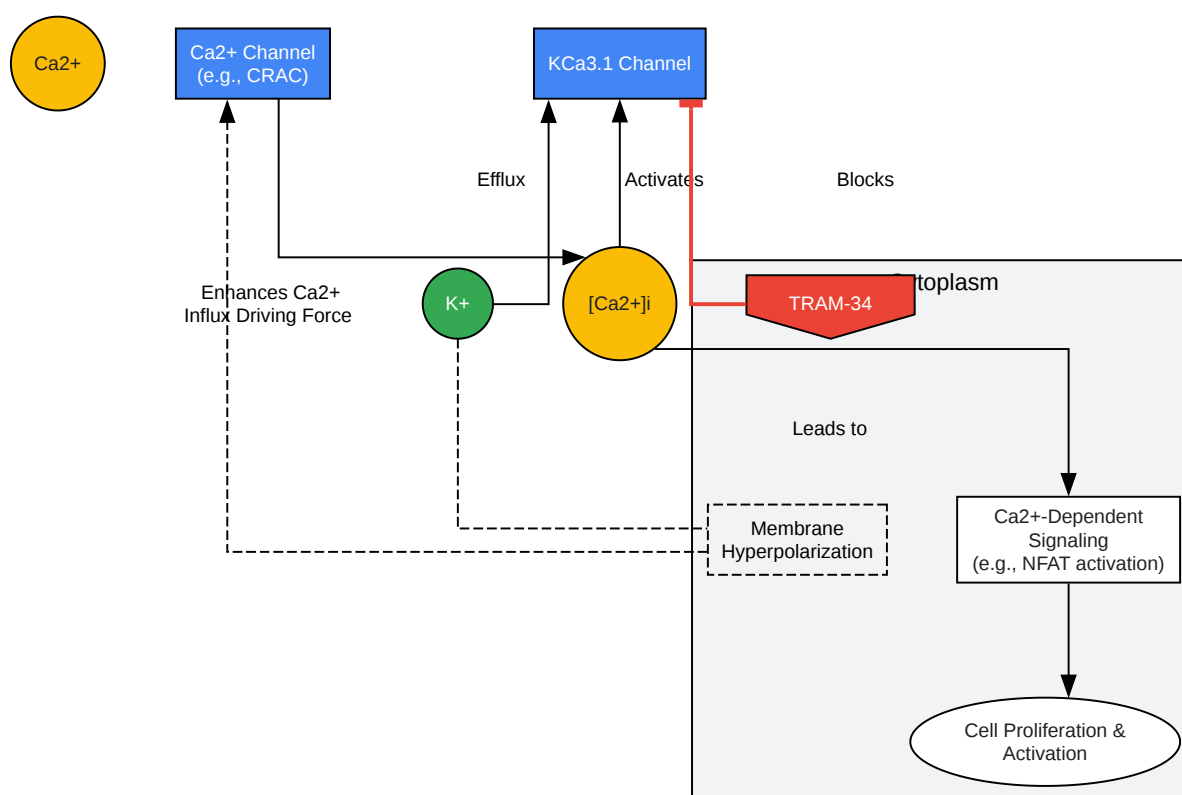 Ca2+
Ca2+ Channel
(e.g., CRAC)
KCa3.1 Channel
Efflux
Activates
Blocks
Enhances Ca2+
Influx Driving Force
K+
[Ca2+]i
TRAM-34
toplasm
Leads to
Membrane
Hyperpolarization
Ca2+-Dependent
Signaling
(e.g., NFAT activation)
Cell Proliferation &
Activation